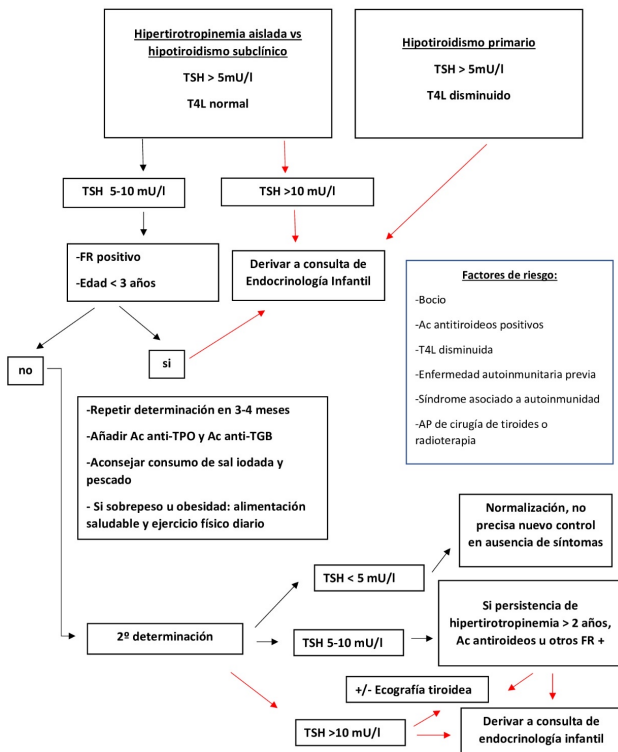 Hipertirotropinemia aislada vs
hipotiroidismo subclínico
TSH > 5mU/l
T4L normal
Hipotiroidismo primario
TSH > 5mU/l
T4L disminuido
TSH 5-10 mU/l
TSH >10 mU/l
-FR positivo
-Edad < 3 años
Derivar a consulta de
Endocrinología Infantil
Factores de riesgo:
-Bocio
-Ac antitiroideos positivos
-T4L disminuida
-Enfermedad autoinmunitaria previa
-Síndrome asociado a autoinmunidad
-AP de cirugía de tiroides o
radioterapia
no
si
-Repetir determinación en 3-4 meses
-Añadir Ac anti-TPO y Ac anti-TGB
-Aconsejar consumo de sal iodada y
pescado
- Si sobrepeso u obesidad: alimentación
saludable y ejercicio físico diario
Normalización, no
precisa nuevo control
en ausencia de síntomas
TSH < 5 mU/l
2º determinación
TSH 5-10 mU/l
Si persistencia de
hipertirotropinemia > 2 años,
Ac antiroideos u otros FR +
+/- Ecografía tiroidea
TSH >10 mU/l
Derivar a consulta de
endocrinología infantil